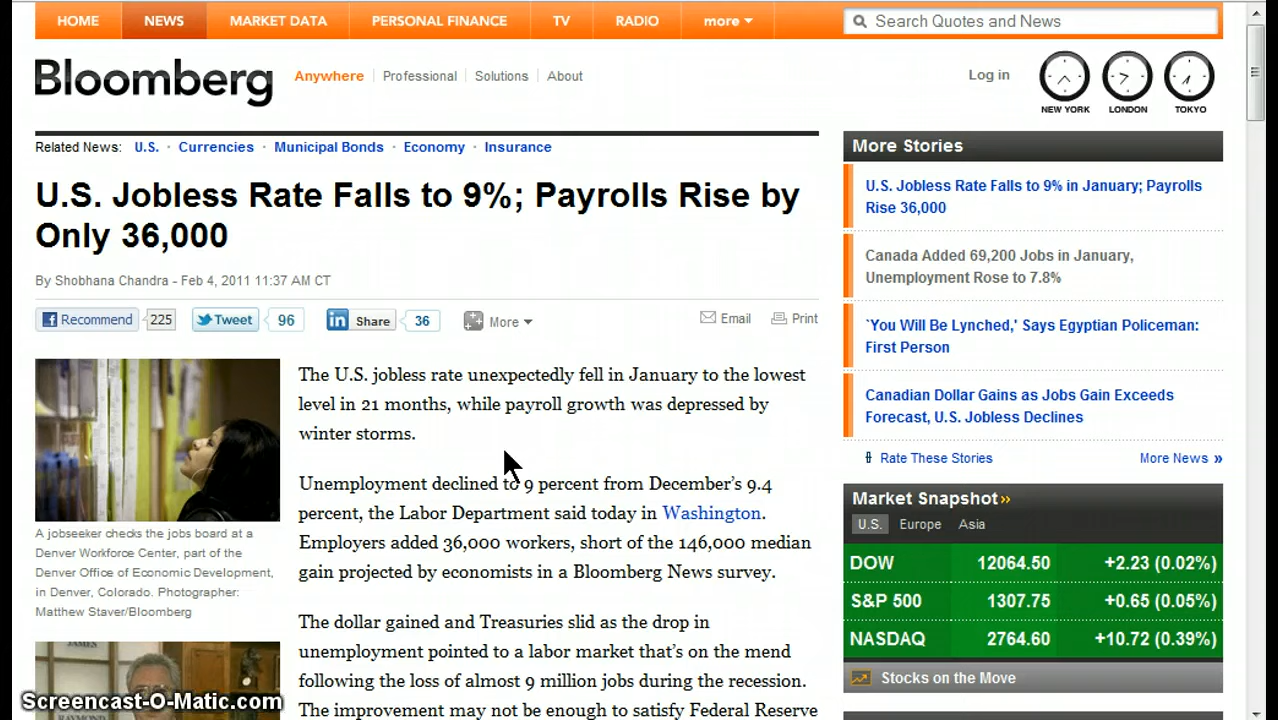 HOME NEWS MARKET DATA PERSONAL FINANCE TV RADIO more
Search Quotes and News
Bloomberg
Anywhere Professional Solutions About
Log in
NEW YORK LONDON TOKYO
Related News: U.S. · Currencies · Municipal Bonds · Economy · Insurance
U.S. Jobless Rate Falls to 9%; Payrolls Rise by
Only 36,000
By Shobhana Chandra - Feb 4, 2011 11:37 AM CT
Recommend 225 Tweet 96 Share 36 More Email Print
A jobseeker checks the jobs board at a
Denver Workforce Center, part of the
Denver Office of Economic Development,
in Denver, Colorado. Photographer:
Matthew Staver/Bloomberg
JAMES
RAYMOND
The U.S. jobless rate unexpectedly fell in January to the lowest
level in 21 months, while payroll growth was depressed by
winter storms.
Unemployment declined to 9 percent from December's 9.4
percent, the Labor Department said today in Washington.
Employers added 36,000 workers, short of the 146,000 median
gain projected by economists in a Bloomberg News survey.
The dollar gained and Treasuries slid as the drop in
unemployment pointed to a labor market that's on the mend
following the loss of almost 9 million jobs during the recession.
The improvement may not be enough to satisfy Federal Reserve
More Stories
U.S. Jobless Rate Falls to 9% in January; Payrolls
Rise 36,000
Canada Added 69,200 Jobs in January,
Unemployment Rose to 7.8%
`You Will Be Lynched,' Says Egyptian Policeman:
First Person
Canadian Dollar Gains as Jobs Gain Exceeds
Forecast, U.S. Jobless Declines
Rate These Stories More News »
Market Snapshot»
U.S. Europe Asia
DOW 12064.50 +2.23 (0.02%)
S&P 500 1307.75 +0.65 (0.05%)
NASDAQ 2764.60 +10.72 (0.39%)
Stocks on the Move
Screencast-O-Matic.com